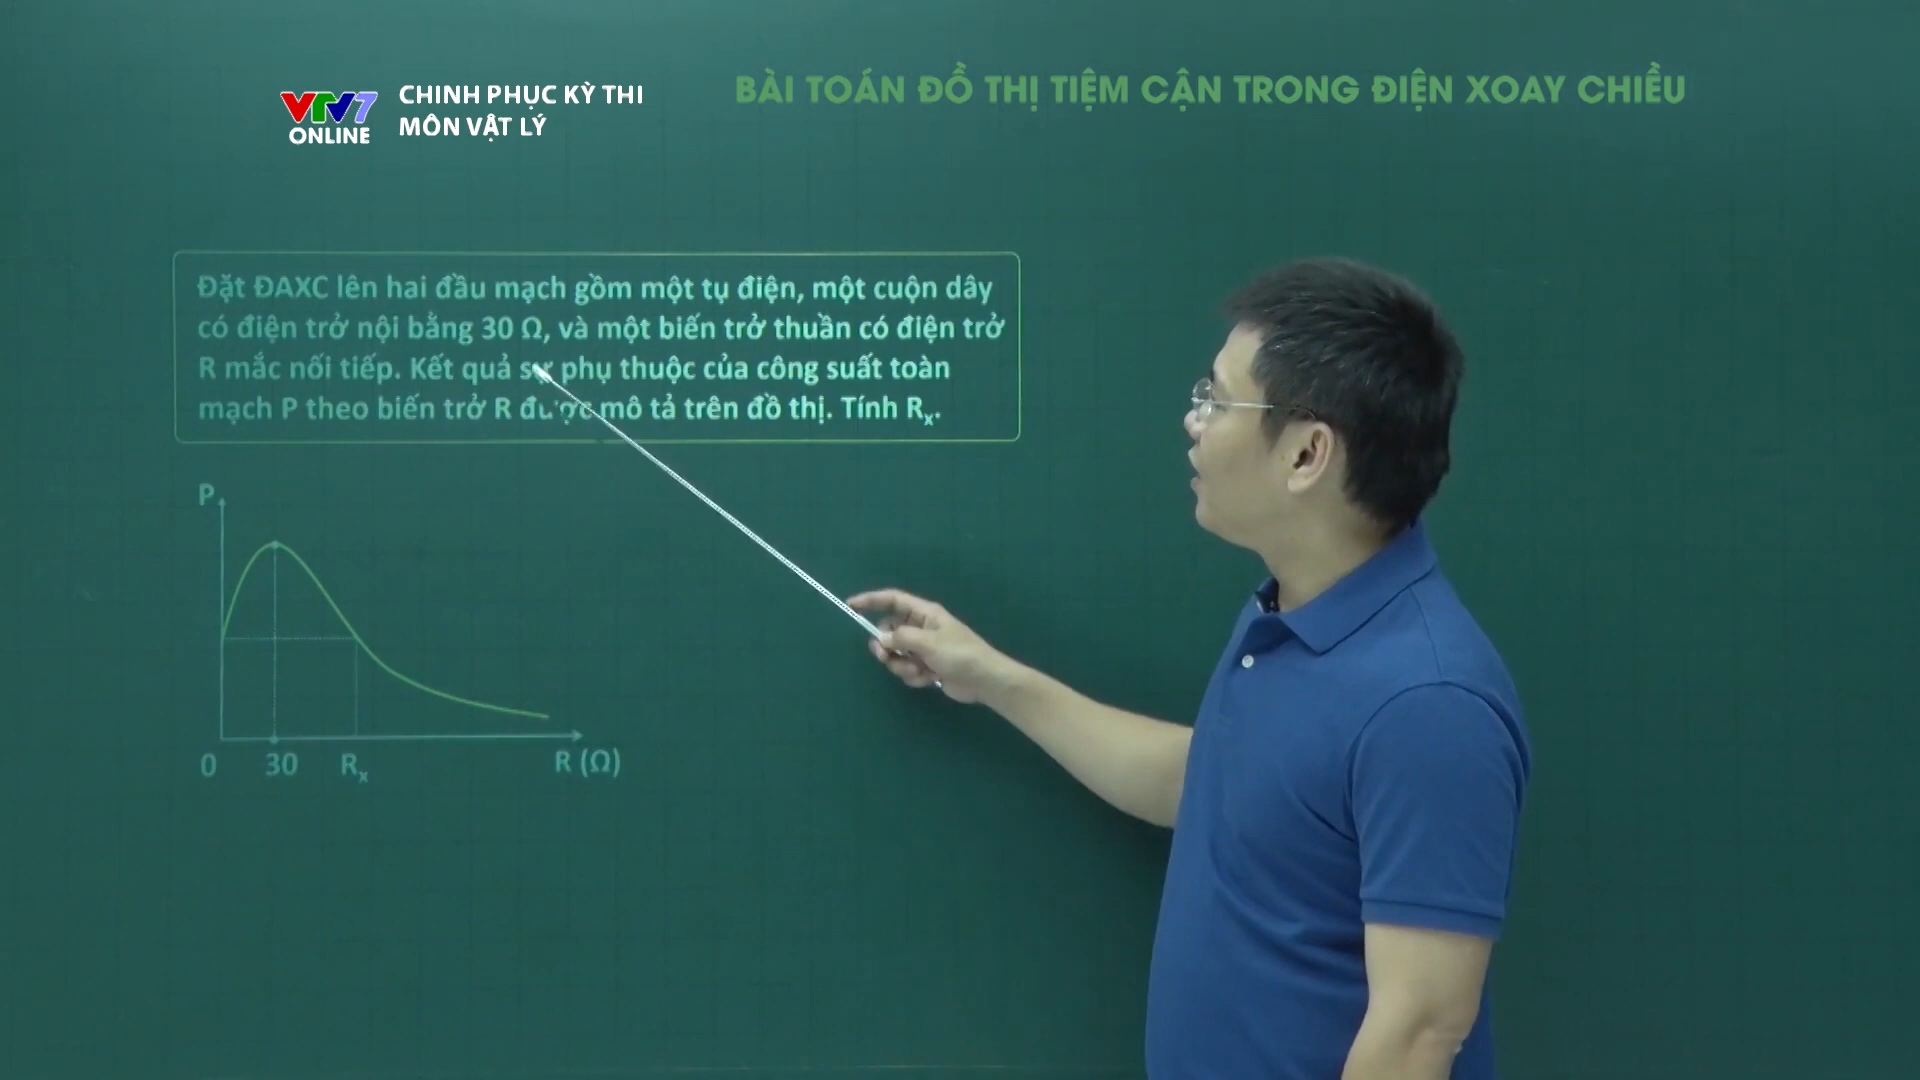 VTV7
ONLINE
CHINH PHỤC KỲ THI
MÔN VẬT LÝ
BÀI TOÁN ĐỒ THỊ TIỆM CẬN TRONG ĐIỆN XOAY CHIỀU
Đặt ĐAXC lên hai đầu mạch gồm một tụ điện, một cuộn dây
có điện trở nội bằng 30 Ω, và một biến trở thuần có điện trở
R mắc nối tiếp. Kết quả sự phụ thuộc của công suất toàn
mạch P theo biến trở R được mô tả trên đồ thị. Tính Rx.
P
0 30 Rx R (Ω)